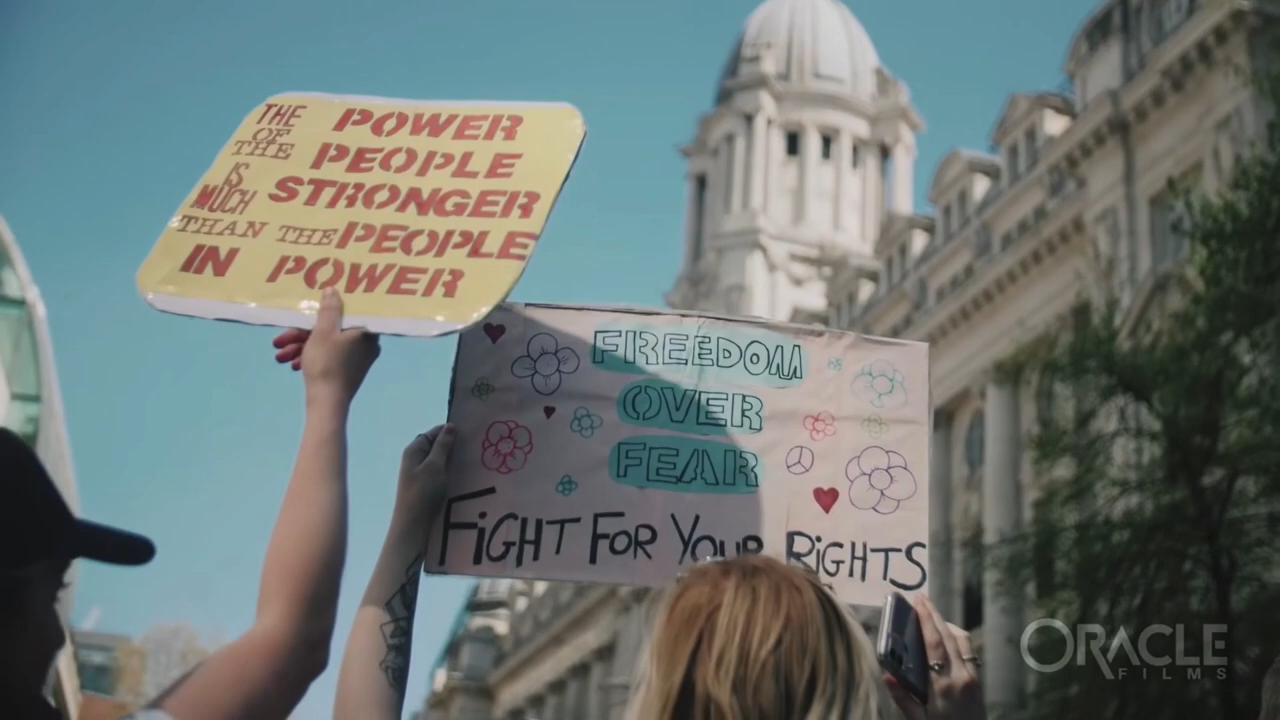 THE POWER
OF THE PEOPLE
IS MUCH STRONGER
THAN THE PEOPLE
IN POWER
FREEDOM
OVER
FEAR
FiGHT FOR YOUR RiGHTS
ORACLE
FILMS